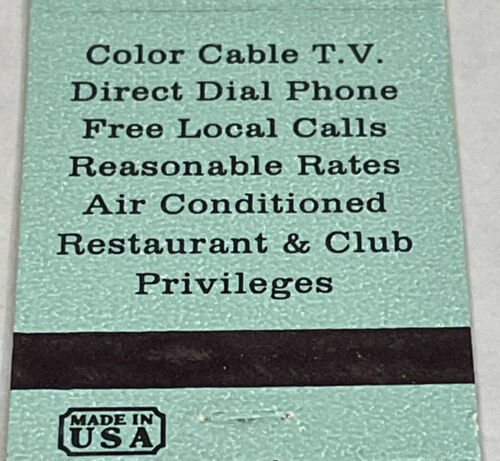 Color Cable T.V.
Direct Dial Phone
Free Local Calls
Reasonable Rates
Air Conditioned
Restaurant & Club
Privileges
MADE IN
USA